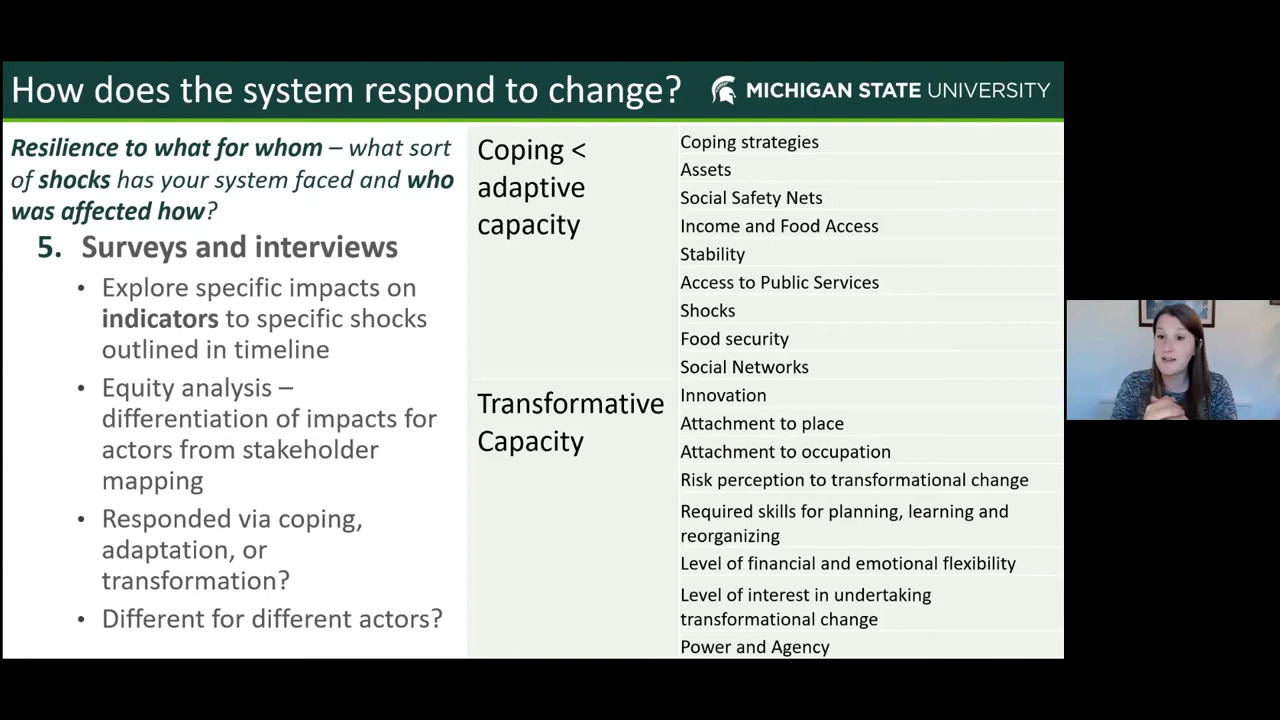 How does the system respond to change?
MICHIGAN STATE UNIVERSITY
Resilience to what for whom – what sort
of shocks has your system faced and who
was affected how?
5. Surveys and interviews
• Explore specific impacts on
indicators to specific shocks
outlined in timeline
• Equity analysis –
differentiation of impacts for
actors from stakeholder
mapping
• Responded via coping,
adaptation, or
transformation?
• Different for different actors?
Coping <
adaptive
capacity
Coping strategies
Assets
Social Safety Nets
Income and Food Access
Stability
Access to Public Services
Shocks
Food security
Social Networks
Transformative
Capacity
Innovation
Attachment to place
Attachment to occupation
Risk perception to transformational change
Required skills for planning, learning and
reorganizing
Level of financial and emotional flexibility
Level of interest in undertaking
transformational change
Power and Agency